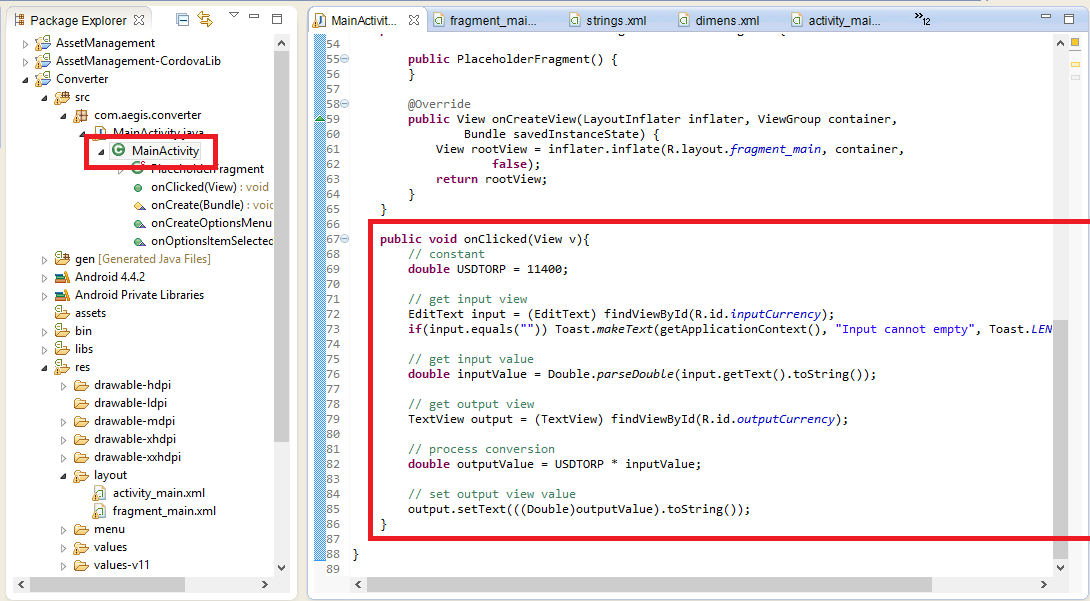 Package Explorer
AssetManagement
AssetManagement-CordovaLib
Converter
src
com.aegis.converter
MainActivity.java
MainActivity
PlaceholderFragment
onClicked(View) : void
onCreate(Bundle) : void
onCreateOptionsMenu
onOptionsItemSelected
gen [Generated Java Files]
Android 4.4.2
Android Private Libraries
assets
bin
libs
res
drawable-hdpi
drawable-ldpi
drawable-mdpi
drawable-xhdpi
drawable-xxhdpi
layout
activity_main.xml
fragment_main.xml
menu
values
values-v11
MainActivit... fragment_mai... strings.xml dimens.xml activity_mai... »12
54
55 public PlaceholderFragment() {
56 }
57
58 @Override
59 public View onCreateView(LayoutInflater inflater, ViewGroup container,
60 Bundle savedInstanceState) {
61 View rootView = inflater.inflate(R.layout.fragment_main, container,
62 false);
63 return rootView;
64 }
65 }
66
67 public void onClicked(View v){
68 // constant
69 double USDTORP = 11400;
70
71 // get input view
72 EditText input = (EditText) findViewById(R.id.inputCurrency);
73 if(input.equals("")) Toast.makeText(getApplicationContext(), "Input cannot empty", Toast.LEN
74
75 // get input value
76 double inputValue = Double.parseDouble(input.getText().toString());
77
78 // get output view
79 TextView output = (TextView) findViewById(R.id.outputCurrency);
80
81 // process conversion
82 double outputValue = USDTORP * inputValue;
83
84 // set output view value
85 output.setText(((Double)outputValue).toString());
86 }
87
88 }
89